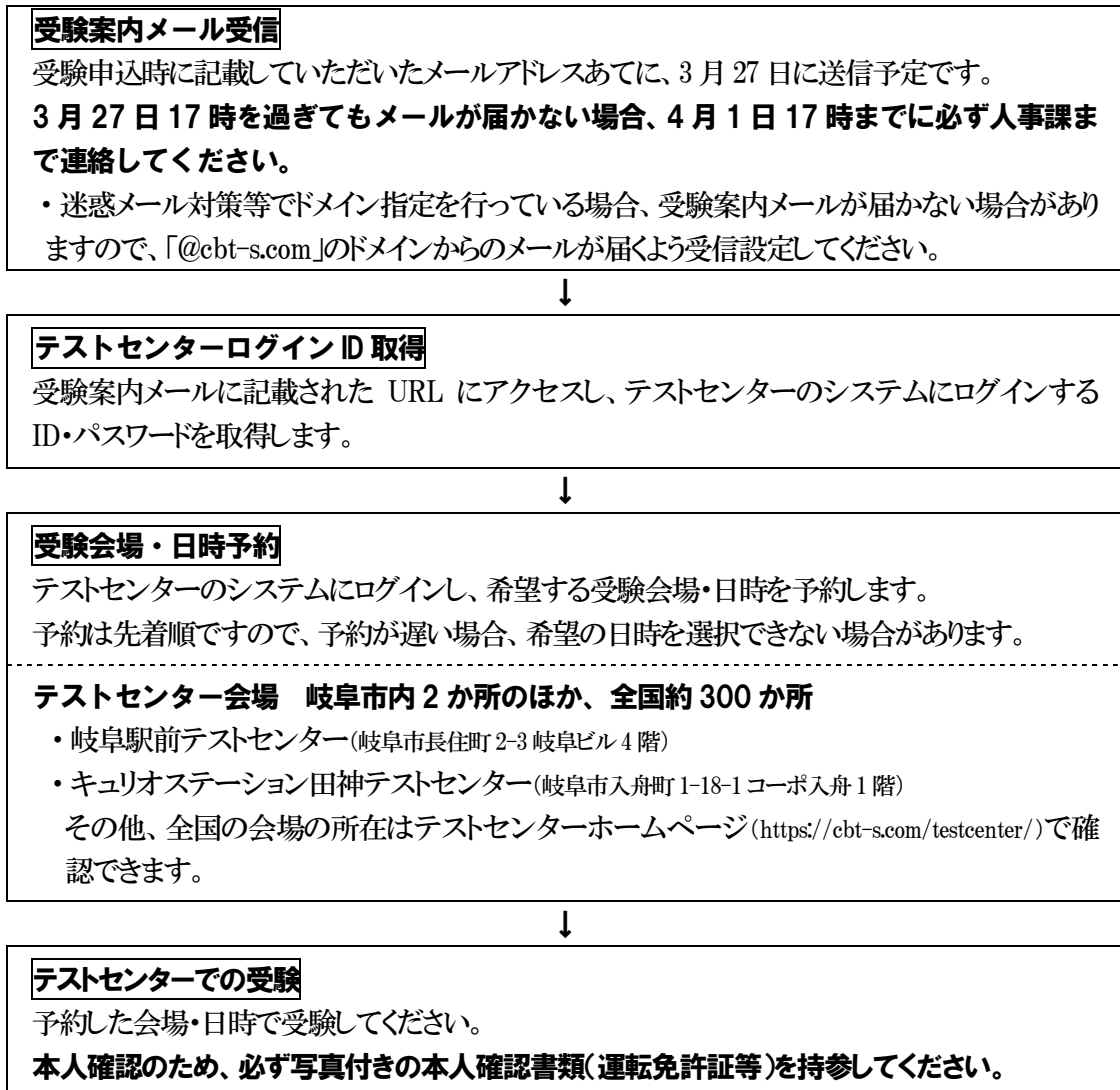 受験案内メール受信
受験申込時に記載していただいたメールアドレスあてに、3 月 27 日に送信予定です。
3 月 27 日 17 時を過ぎてもメールが届かない場合、4 月 1 日 17 時までに必ず人事課ま
で連絡してください。
・迷惑メール対策等でドメイン指定を行っている場合、受験案内メールが届かない場合があり
ますので、「@cbt-s.com」のドメインからのメールが届くよう受信設定してください。
↓
テストセンターログイン ID 取得
受験案内メールに記載された URL にアクセスし、テストセンターのシステムにログインする
ID・パスワードを取得します。
↓
受験会場・日時予約
テストセンターのシステムにログインし、希望する受験会場・日時を予約します。
予約は先着順ですので、予約が遅い場合、希望の日時を選択できない場合があります。
テストセンター会場　岐阜市内 2 か所のほか、全国約 300 か所
・岐阜駅前テストセンター(岐阜市長住町 2-3 岐阜ビル 4 階)
・キュリオステーション田神テストセンター(岐阜市入舟町 1-18-1 コーポ入舟 1 階)
その他、全国の会場の所在はテストセンターホームページ(https://cbt-s.com/testcenter/)で確
認できます。
↓
テストセンターでの受験
予約した会場・日時で受験してください。
本人確認のため、必ず写真付きの本人確認書類(運転免許証等)を持参してください。